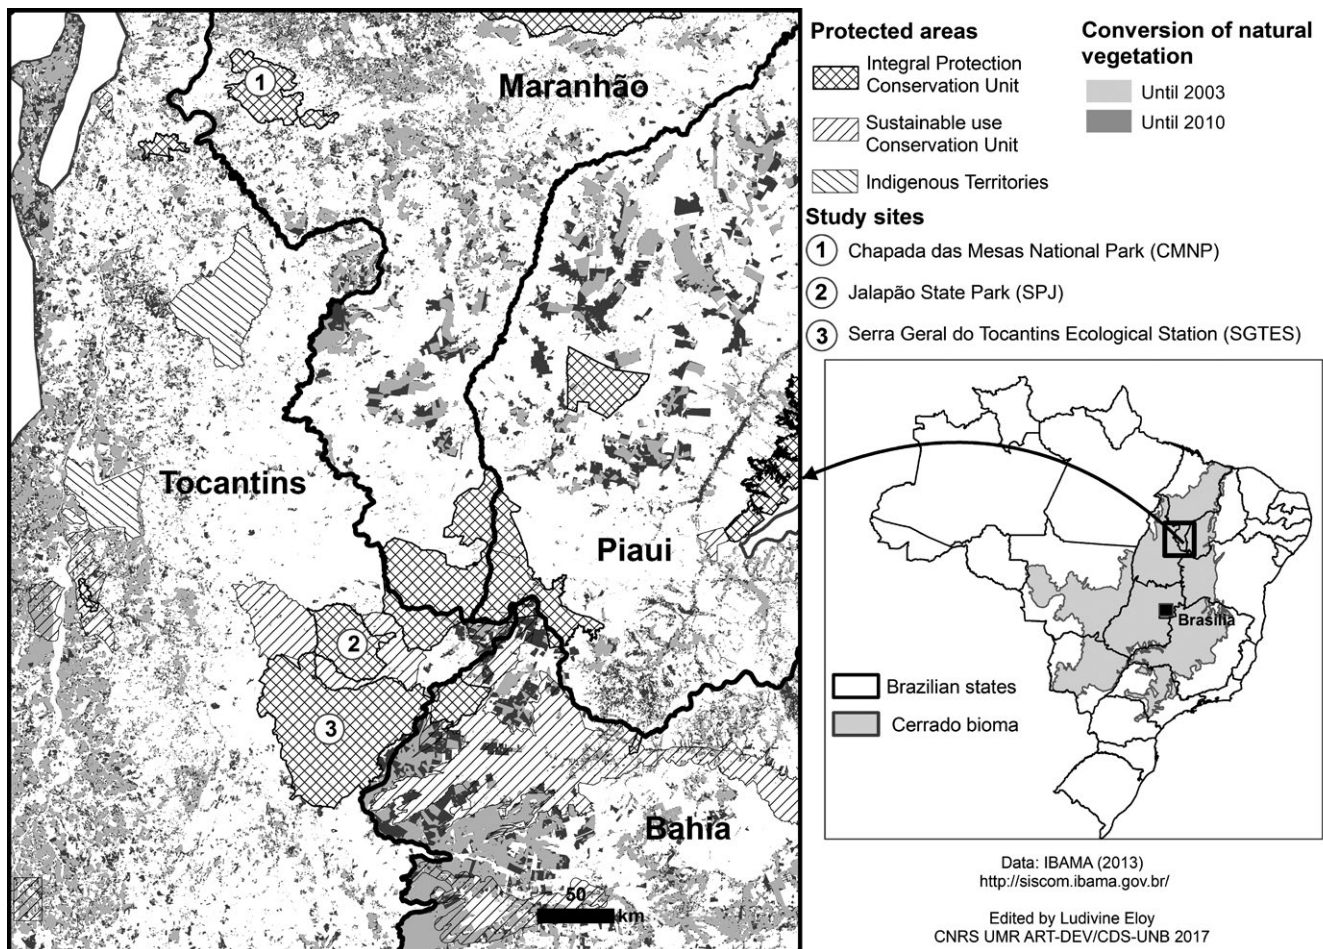 1
Maranhão
Tocantins
Piaui
2
3
Bahia
50
km
Protected areas
Integral Protection
Conservation Unit
Sustainable use
Conservation Unit
Indigenous Territories
Conversion of natural
vegetation
Until 2003
Until 2010
Study sites
1 Chapada das Mesas National Park (CMNP)
2 Jalapão State Park (SPJ)
3 Serra Geral do Tocantins Ecological Station (SGTES)
Brasília
Brazilian states
Cerrado bioma
Data: IBAMA (2013)
http://siscom.ibama.gov.br/
Edited by Ludivine Eloy
CNRS UMR ART-DEV/CDS-UNB 2017